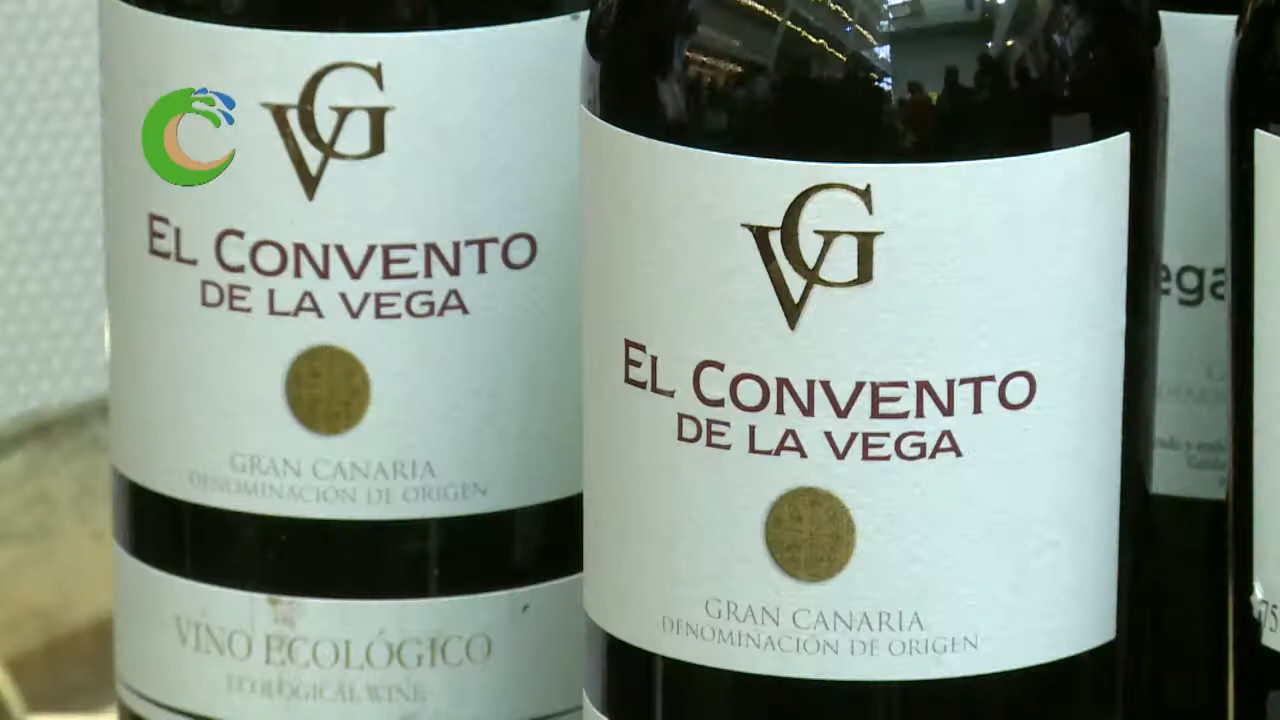 VG
EL CONVENTO
DE LA VEGA
GRAN CANARIA
DENOMINACIÓN DE ORIGEN
VINO ECOLÓGICO
ECOLOGICAL WINE
VG
EL CONVENTO
DE LA VEGA
GRAN CANARIA
DENOMINACIÓN DE ORIGEN
ega
75